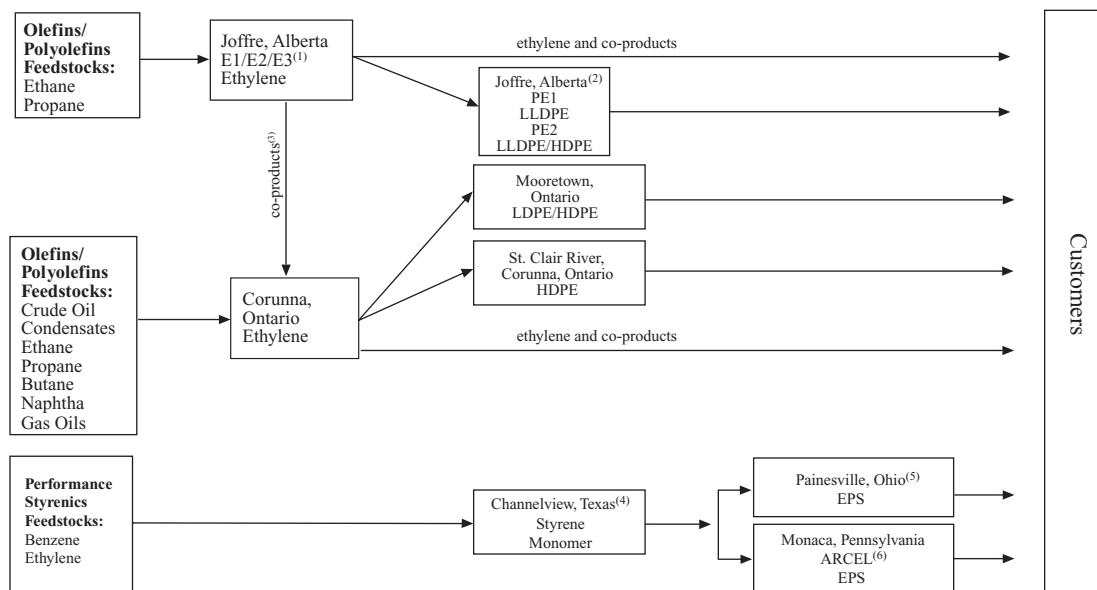 Olefins/
Polyolefins
Feedstocks:
Ethane
Propane
Joffre, Alberta
E1/E2/E3(1)
Ethylene
ethylene and co-products
Joffre, Alberta(2)
PE1
LLDPE
PE2
LLDPE/HDPE
co-products(3)
Mooretown,
Ontario
LDPE/HDPE
Olefins/
Polyolefins
Feedstocks:
Crude Oil
Condensates
Ethane
Propane
Butane
Naphtha
Gas Oils
Corunna,
Ontario
Ethylene
St. Clair River,
Corunna, Ontario
HDPE
ethylene and co-products
Performance
Styrenics
Feedstocks:
Benzene
Ethylene
Channelview, Texas(4)
Styrene
Monomer
Painesville, Ohio(5)
EPS
Monaca, Pennsylvania
ARCEL(6)
EPS
Customers